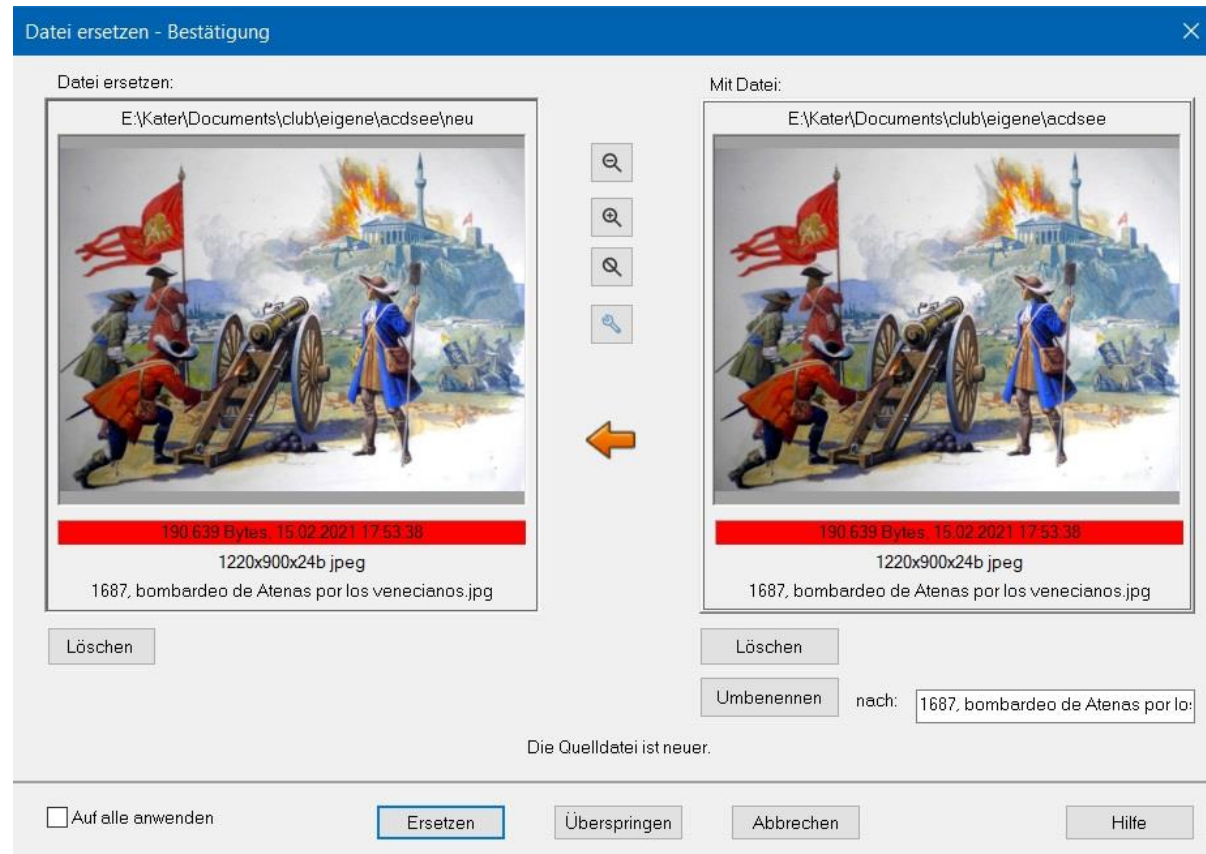 Datei ersetzen - Bestätigung
Datei ersetzen:
E:\Kater\Documents\club\eigene\acdsee\neu
190.639 Bytes, 15.02.2021 17:53:38
1220x900x24b jpeg
1687, bombardeo de Atenas por los venecianos.jpg
Löschen
Mit Datei:
E:\Kater\Documents\club\eigene\acdsee
190.639 Bytes, 15.02.2021 17:53:38
1220x900x24b jpeg
1687, bombardeo de Atenas por los venecianos.jpg
Löschen
Umbenennen nach: 1687, bombardeo de Atenas por los
Die Quelldatei ist neuer.
Auf alle anwenden Ersetzen Überspringen Abbrechen Hilfe